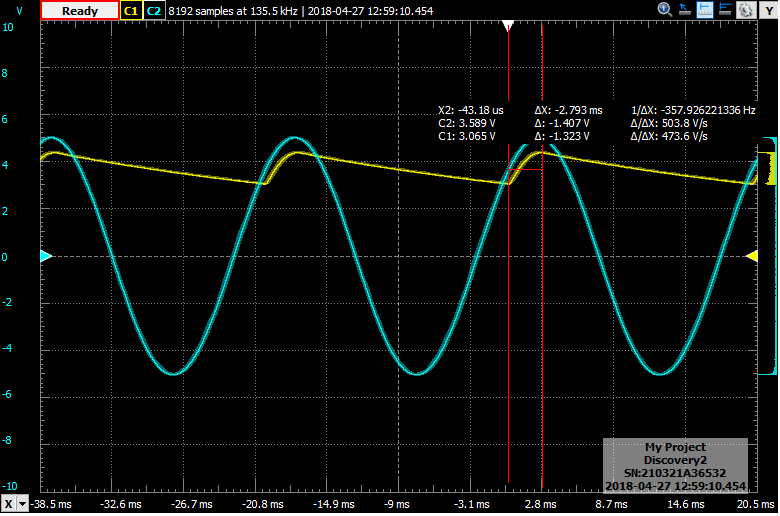 V Ready C1 C2 8192 samples at 135.5 kHz | 2018-04-27 12:59:10.454 Y
10
8
6
4
2
0
-2
-4
-6
-8
-10
X2: -43.18 us ΔX: -2.793 ms 1/ΔX: -357.926221336 Hz
C2: 3.589 V Δ: -1.407 V Δ/ΔX: 503.8 V/s
C1: 3.065 V Δ: -1.323 V Δ/ΔX: 473.6 V/s
My Project
Discovery2
SN:210321A36532
2018-04-27 12:59:10.454
X -38.5 ms -32.6 ms -26.7 ms -20.8 ms -14.9 ms -9 ms -3.1 ms 2.8 ms 8.7 ms 14.6 ms 20.5 ms